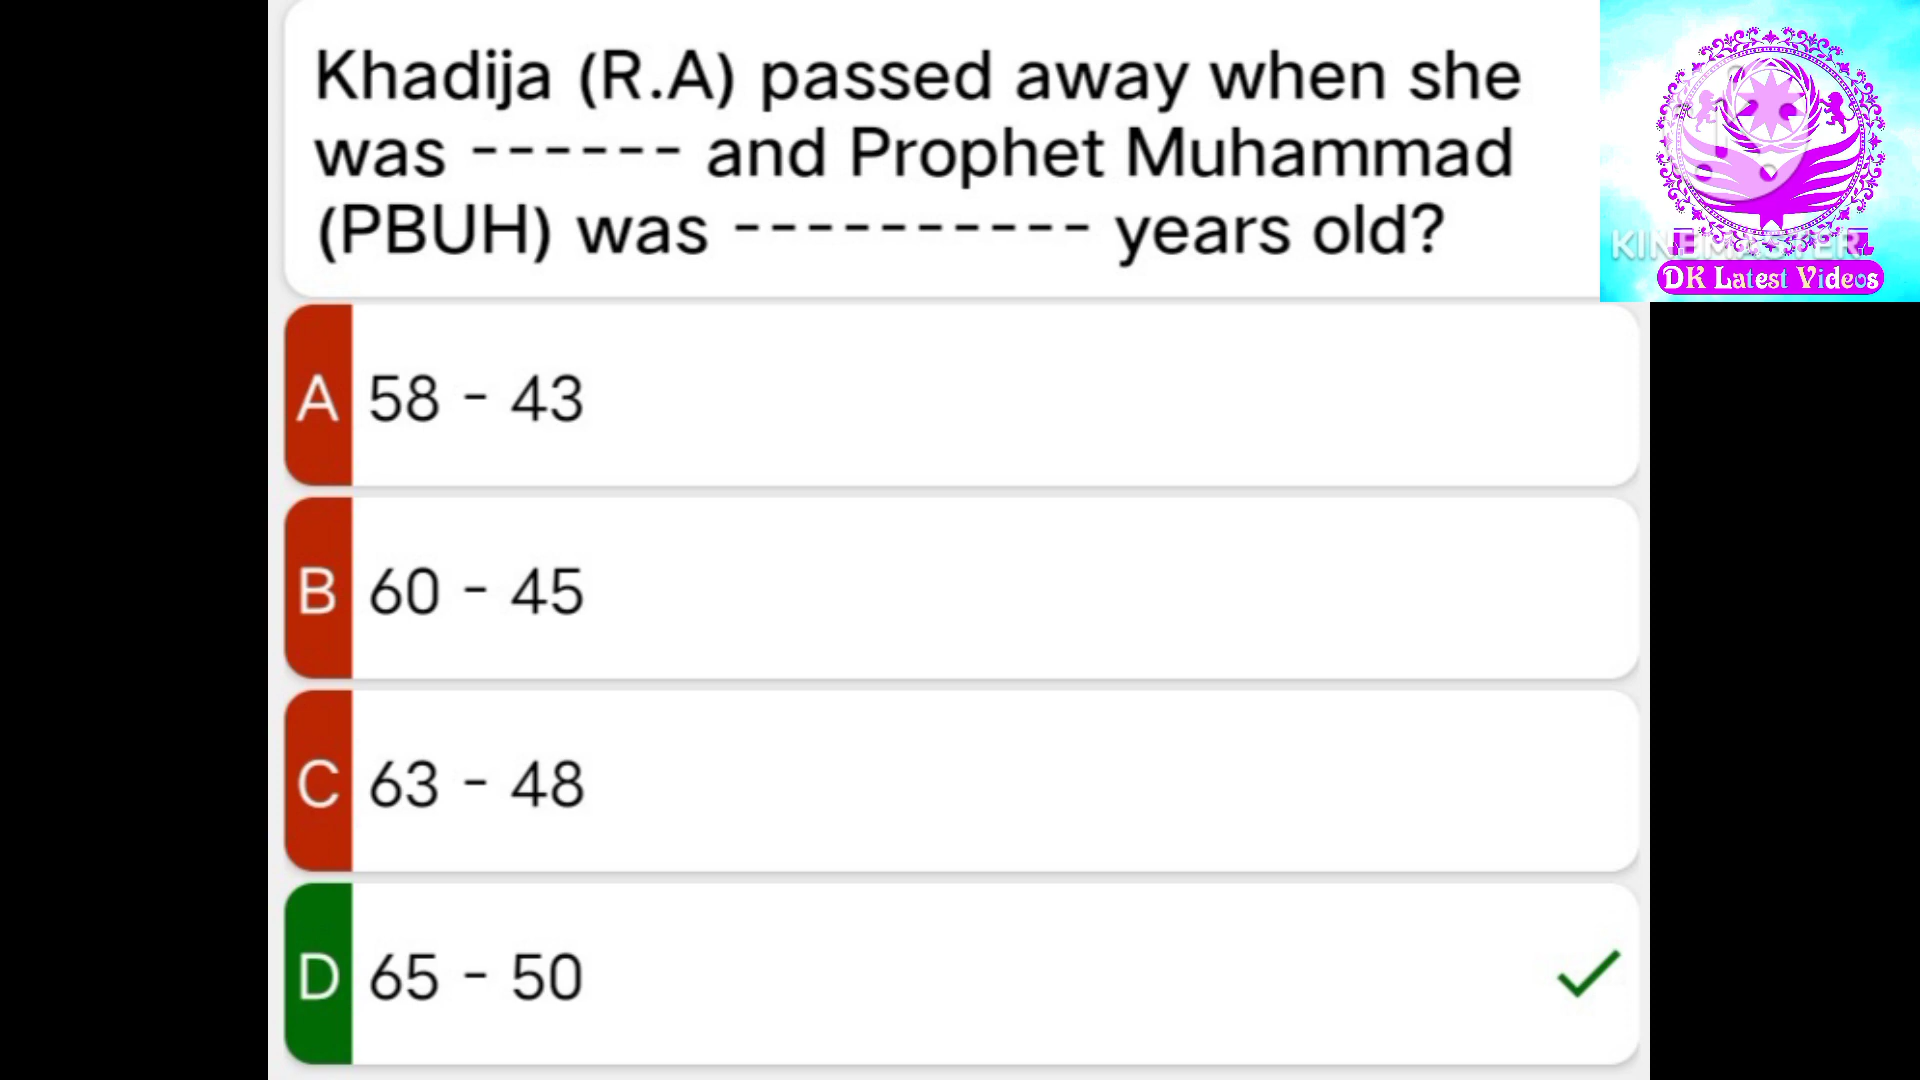 Khadija (R.A) passed away when she
was ------ and Prophet Muhammad
(PBUH) was ---------- years old?
KINEMASTER
DK Latest Videos
A 58 - 43
B 60 - 45
C 63 - 48
D 65 - 50